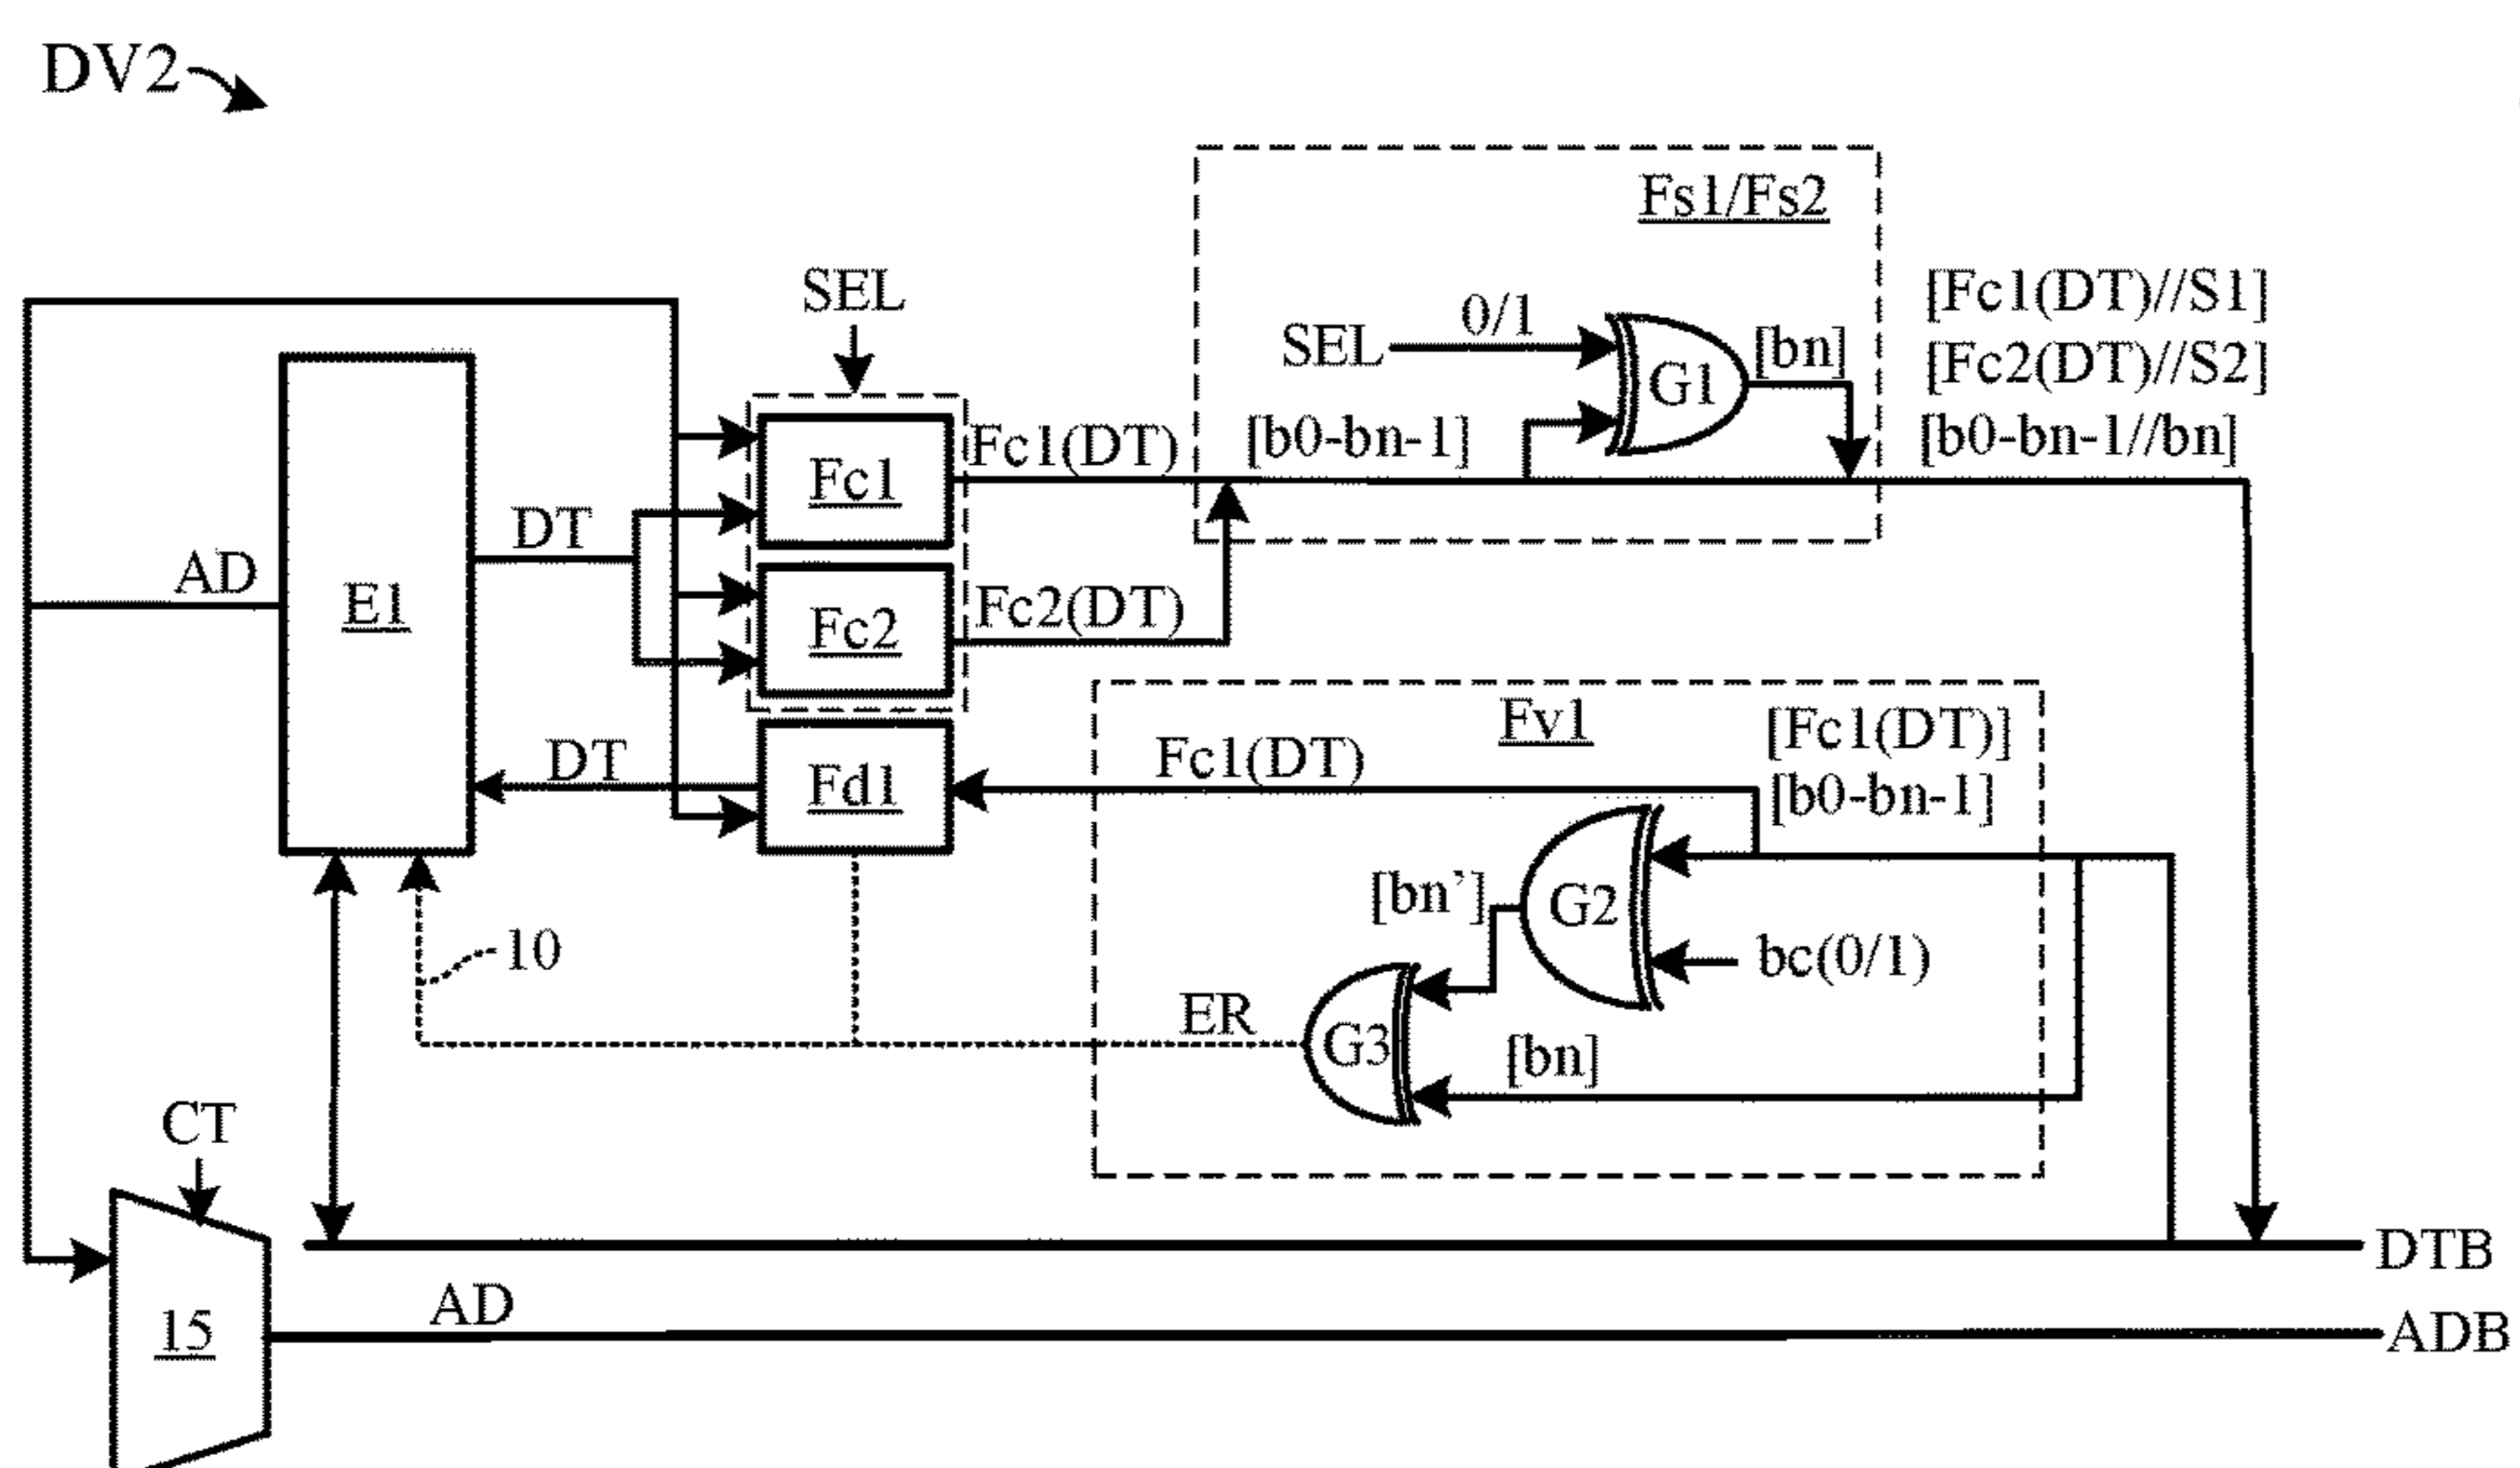 DV2
Fs1/Fs2
SEL
SEL
0/1
G1
[bn]
[Fc1(DT)//S1]
[Fc2(DT)//S2]
[b0-bn-1//bn]
[b0-bn-1]
Fc1(DT)
Fc1
DT
AD
E1
Fc2
Fc2(DT)
Fv1
[Fc1(DT)]
[b0-bn-1]
Fc1(DT)
DT
Fd1
[bn’]
G2
bc(0/1)
10
ER
G3
[bn]
CT
DTB
AD
15
ADB